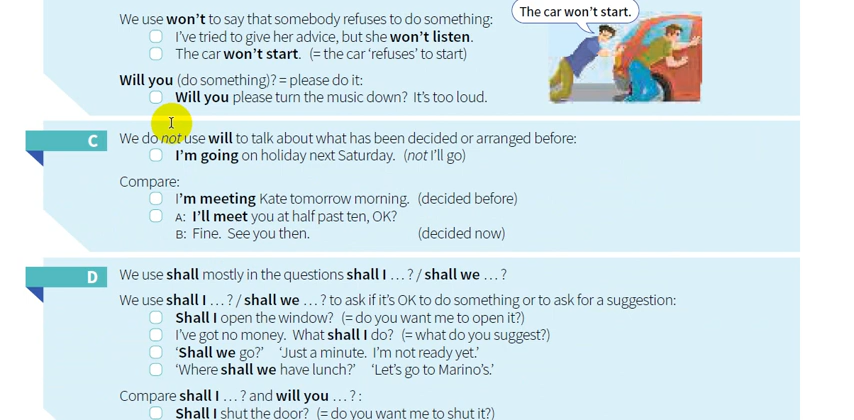 We use won't to say that somebody refuses to do something:
I've tried to give her advice, but she won't listen.
The car won't start. (= the car 'refuses' to start)
The car won't start.
Will you (do something)? = please do it:
Will you please turn the music down? It's too loud.
C
We do not use will to talk about what has been decided or arranged before:
I'm going on holiday next Saturday. (not I'll go)
Compare:
I'm meeting Kate tomorrow morning. (decided before)
A: I'll meet you at half past ten, OK?
B: Fine. See you then. (decided now)
D
We use shall mostly in the questions shall I … ? / shall we … ?
We use shall I … ? / shall we … ? to ask if it's OK to do something or to ask for a suggestion:
Shall I open the window? (= do you want me to open it?)
I've got no money. What shall I do? (= what do you suggest?)
'Shall we go?' 'Just a minute. I'm not ready yet.'
'Where shall we have lunch?' 'Let's go to Marino's.'
Compare shall I … ? and will you … ? :
Shall I shut the door? (= do you want me to shut it?)